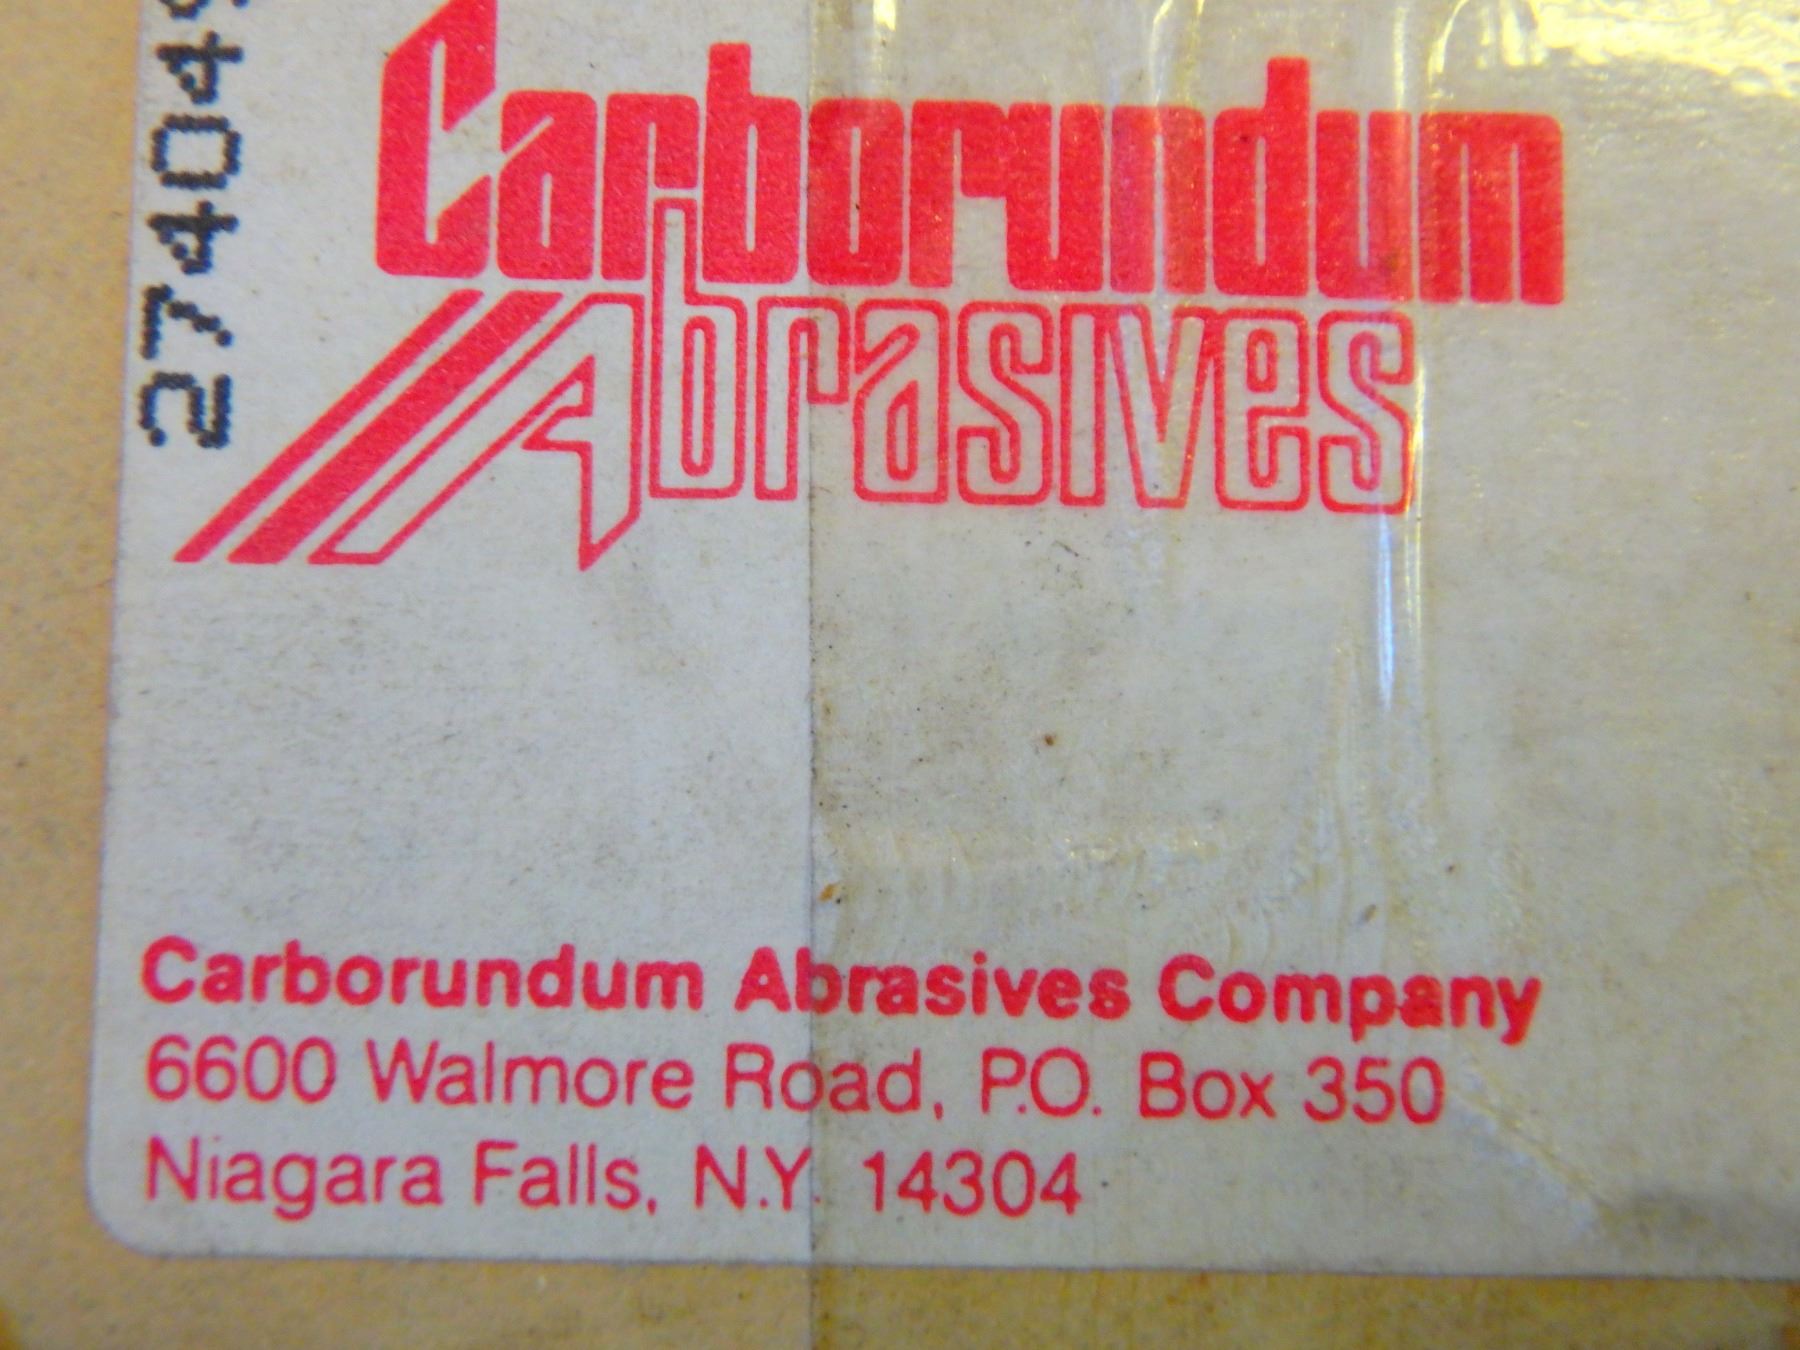 Carborundum
Abrasives
27404
Carborundum Abrasives Company
6600 Walmore Road, P.O. Box 350
Niagara Falls, N.Y. 14304